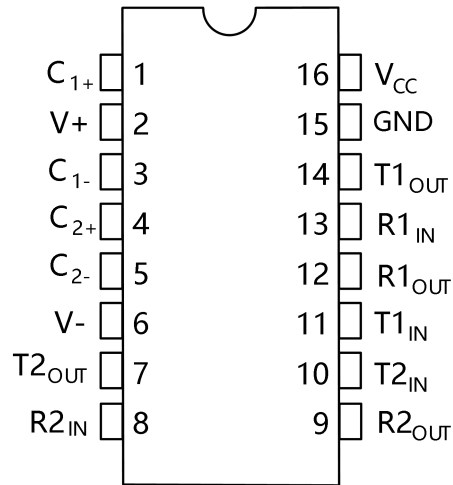 C1+ 1 16 VCC
V+ 2 15 GND
C1- 3 14 T1OUT
C2+ 4 13 R1IN
C2- 5 12 R1OUT
V- 6 11 T1IN
T2OUT 7 10 T2IN
R2IN 8 9 R2OUT